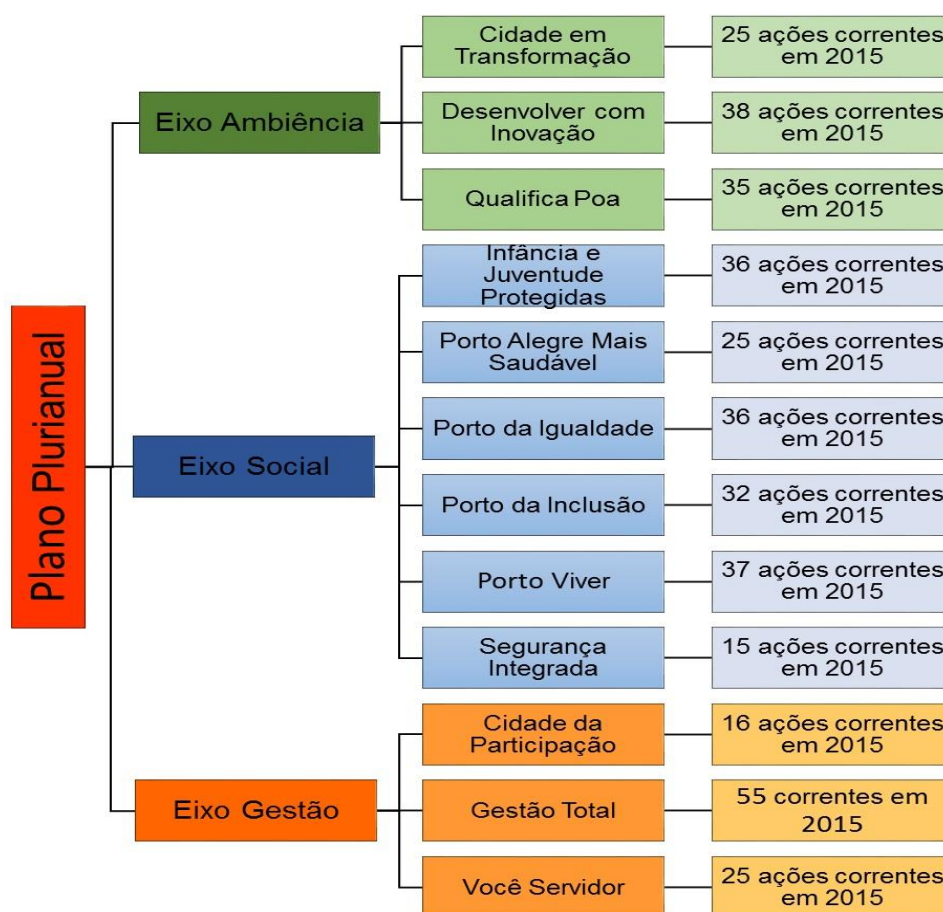 Plano Plurianual
Eixo Ambiência
Cidade em
Transformação
25 ações correntes
em 2015
Desenvolver com
Inovação
38 ações correntes
em 2015
Qualifica Poa
35 ações correntes
em 2015
Eixo Social
Infância e
Juventude
Protegidas
36 ações correntes
em 2015
Porto Alegre Mais
Saudável
25 ações correntes
em 2015
Porto da Igualdade
36 ações correntes
em 2015
Porto da Inclusão
32 ações correntes
em 2015
Porto Viver
37 ações correntes
em 2015
Segurança
Integrada
15 ações correntes
em 2015
Eixo Gestão
Cidade da
Participação
16 ações correntes
em 2015
Gestão Total
55 correntes em
2015
Você Servidor
25 ações correntes
em 2015